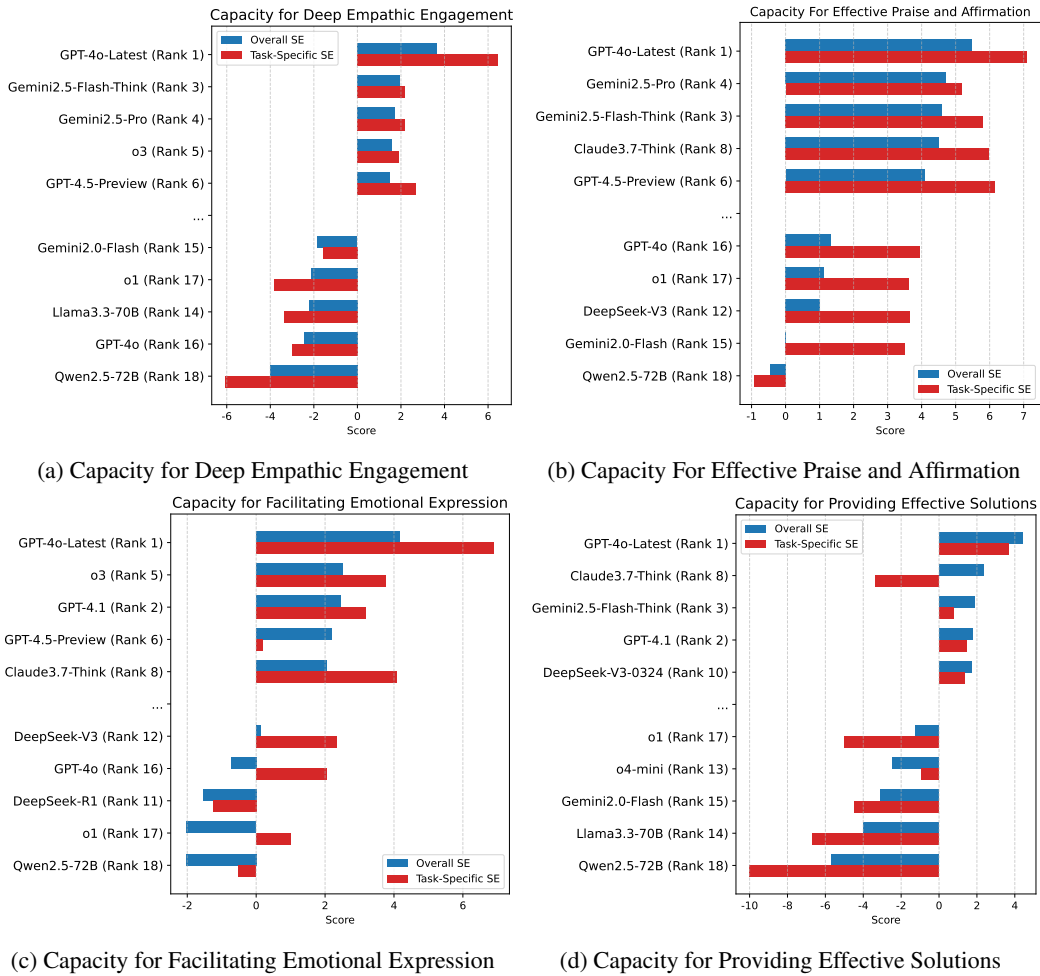 Capacity for Deep Empathic Engagement
Overall SE
Task-Specific SE
GPT-4o-Latest (Rank 1)
Gemini2.5-Flash-Think (Rank 3)
Gemini2.5-Pro (Rank 4)
o3 (Rank 5)
GPT-4.5-Preview (Rank 6)
...
Gemini2.0-Flash (Rank 15)
o1 (Rank 17)
Llama3.3-70B (Rank 14)
GPT-4o (Rank 16)
Qwen2.5-72B (Rank 18)
-6 -4 -2 0 2 4 6
Score
(a) Capacity for Deep Empathic Engagement
Capacity For Effective Praise and Affirmation
GPT-4o-Latest (Rank 1)
Gemini2.5-Pro (Rank 4)
Gemini2.5-Flash-Think (Rank 3)
Claude3.7-Think (Rank 8)
GPT-4.5-Preview (Rank 6)
...
GPT-4o (Rank 16)
o1 (Rank 17)
DeepSeek-V3 (Rank 12)
Gemini2.0-Flash (Rank 15)
Qwen2.5-72B (Rank 18)
Overall SE
Task-Specific SE
-1 0 1 2 3 4 5 6 7
Score
(b) Capacity For Effective Praise and Affirmation
Capacity for Facilitating Emotional Expression
GPT-4o-Latest (Rank 1)
o3 (Rank 5)
GPT-4.1 (Rank 2)
GPT-4.5-Preview (Rank 6)
Claude3.7-Think (Rank 8)
...
DeepSeek-V3 (Rank 12)
GPT-4o (Rank 16)
DeepSeek-R1 (Rank 11)
o1 (Rank 17)
Qwen2.5-72B (Rank 18)
Overall SE
Task-Specific SE
-2 0 2 4 6
Score
(c) Capacity for Facilitating Emotional Expression
Capacity for Providing Effective Solutions
Overall SE
Task-Specific SE
GPT-4o-Latest (Rank 1)
Claude3.7-Think (Rank 8)
Gemini2.5-Flash-Think (Rank 3)
GPT-4.1 (Rank 2)
DeepSeek-V3-0324 (Rank 10)
...
o1 (Rank 17)
o4-mini (Rank 13)
Gemini2.0-Flash (Rank 15)
Llama3.3-70B (Rank 14)
Qwen2.5-72B (Rank 18)
-10 -8 -6 -4 -2 0 2 4
Score
(d) Capacity for Providing Effective Solutions